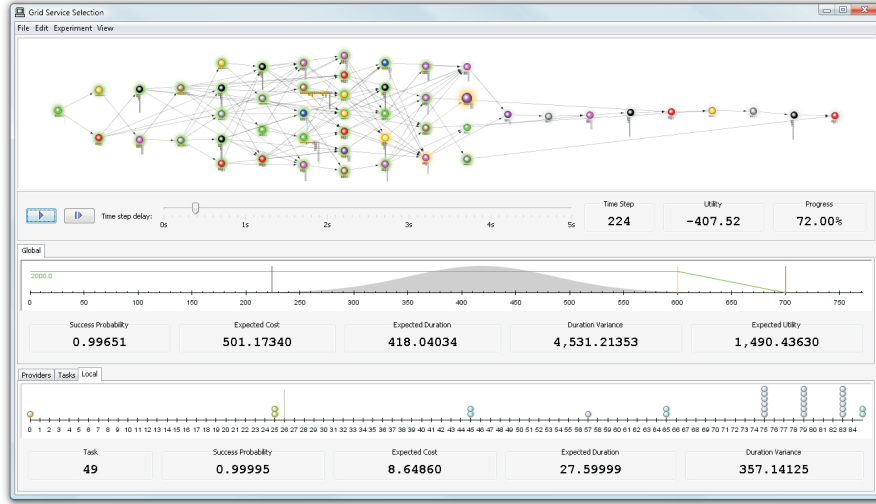 Grid Service Selection
File Edit Experiment View
Time step delay:
0s 1s 2s 3s 4s 5s
Time Step Utility Progress
224 -407.52 72.00%
Global
2000.0
0 50 100 150 200 250 300 350 400 450 500 550 600 650 700 750
Success Probability Expected Cost Expected Duration Duration Variance Expected Utility
0.99651 501.17340 418.04034 4,531.21353 1,490.43630
Providers Tasks Local
0 1 2 3 4 5 6 7 8 9 10 11 12 13 14 15 16 17 18 19 20 21 22 23 24 25 26 27 28 29 30 31 32 33 34 35 36 37 38 39 40 41 42 43 44 45 46 47 48 49 50 51 52 53 54 55 56 57 58 59 60 61 62 63 64 65 66 67 68 69 70 71 72 73 74 75 76 77 78 79 80 81 82 83 84
Task Success Probability Expected Cost Expected Duration Duration Variance
49 0.99995 8.64860 27.59999 357.14125